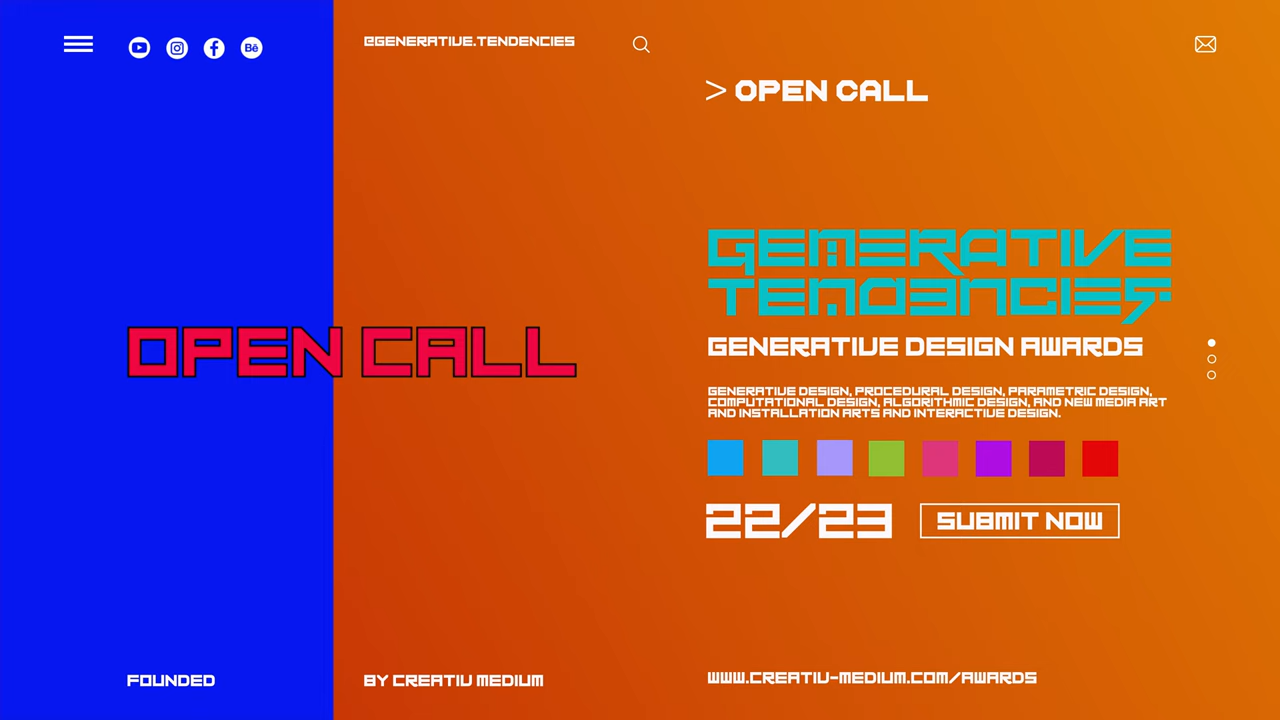 @GENERATIVE.TENDENCIES
> OPEN CALL
GENERATIVE
TENDENCIES
GENERATIVE DESIGN AWARDS
OPEN CALL
GENERATIVE DESIGN, PROCEDURAL DESIGN, PARAMETRIC DESIGN,
COMPUTATIONAL DESIGN, ALGORITHMIC DESIGN, AND NEW MEDIA ART
AND INSTALLATION ARTS AND INTERACTIVE DESIGN.
22/23
SUBMIT NOW
FOUNDED
BY CREATIV MEDIUM
WWW.CREATIV-MEDIUM.COM/AWARDS
Bē